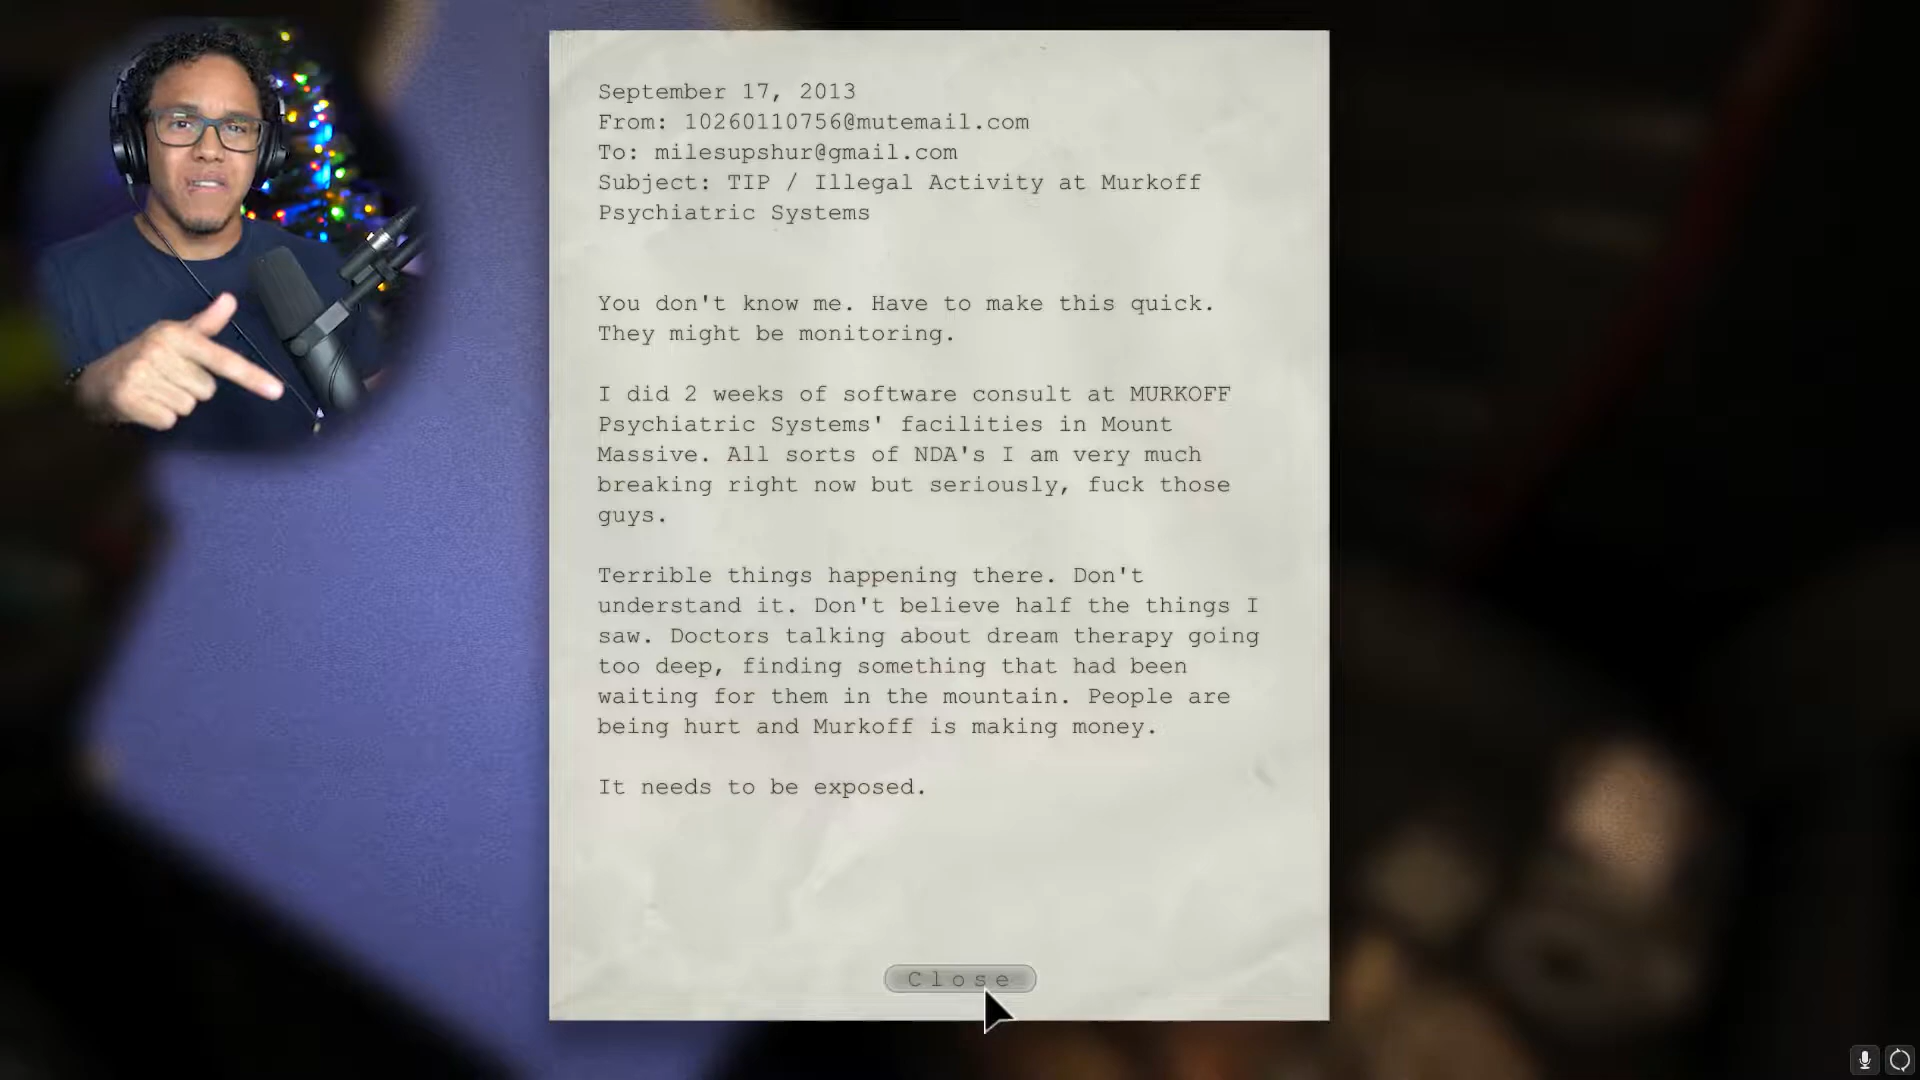 September 17, 2013
From: 10260110756@mutemail.com
To: milesupshur@gmail.com
Subject: TIP / Illegal Activity at Murkoff
Psychiatric Systems
You don't know me. Have to make this quick.
They might be monitoring.
I did 2 weeks of software consult at MURKOFF
Psychiatric Systems' facilities in Mount
Massive. All sorts of NDA's I am very much
breaking right now but seriously, fuck those
guys.
Terrible things happening there. Don't
understand it. Don't believe half the things I
saw. Doctors talking about dream therapy going
too deep, finding something that had been
waiting for them in the mountain. People are
being hurt and Murkoff is making money.
It needs to be exposed.
Close